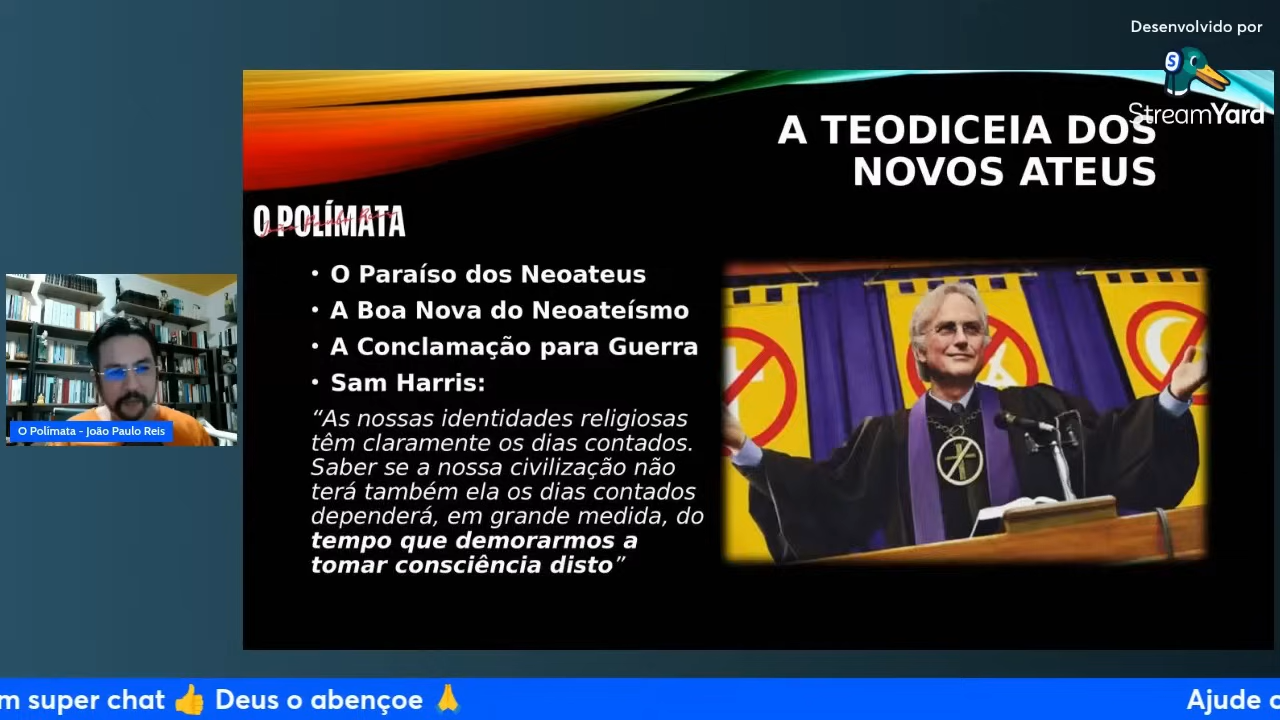 Desenvolvido por
StreamYard
A TEODICEIA DOS
NOVOS ATEUS
O POLÍMATA
João Paulo Reis
• O Paraíso dos Neoateus
• A Boa Nova do Neoateísmo
• A Conclamação para Guerra
• Sam Harris:
“As nossas identidades religiosas
têm claramente os dias contados.
Saber se a nossa civilização não
terá também ela os dias contados
dependerá, em grande medida, do
tempo que demorarmos a
tomar consciência disto”
O Polímata - João Paulo Reis
m super chat 👍 Deus o abençoe 🙏
Ajude